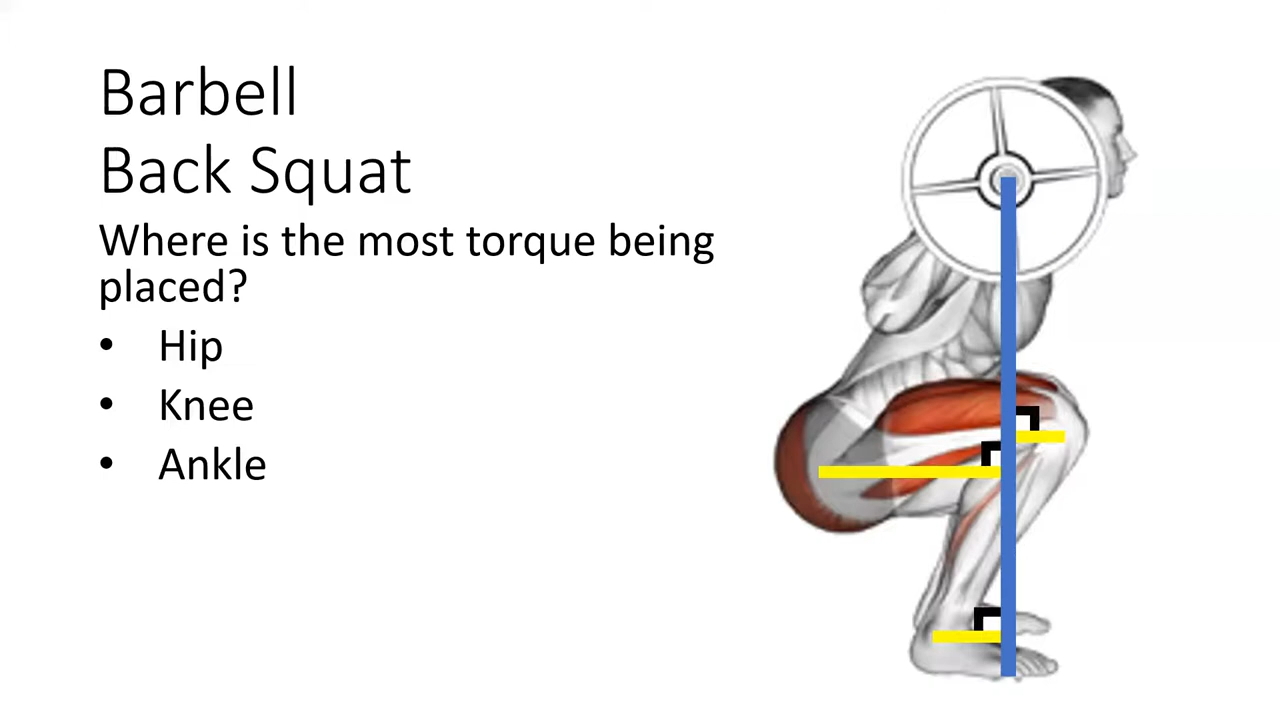 Barbell
Back Squat
Where is the most torque being
placed?
• Hip
• Knee
• Ankle